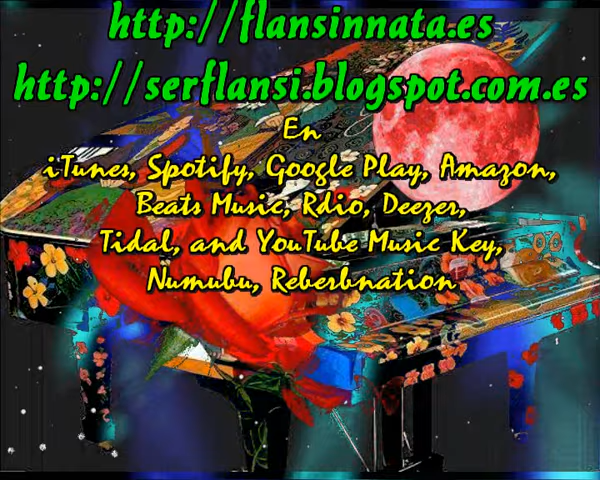 http://flansinnata.es
http://serflansi.blogspot.com.es
En
iTunes, Spotify, Google Play, Amazon,
Beats Music, Rdio, Deezer,
Tidal, and YouTube Music Key,
Numubu, Reberbnation